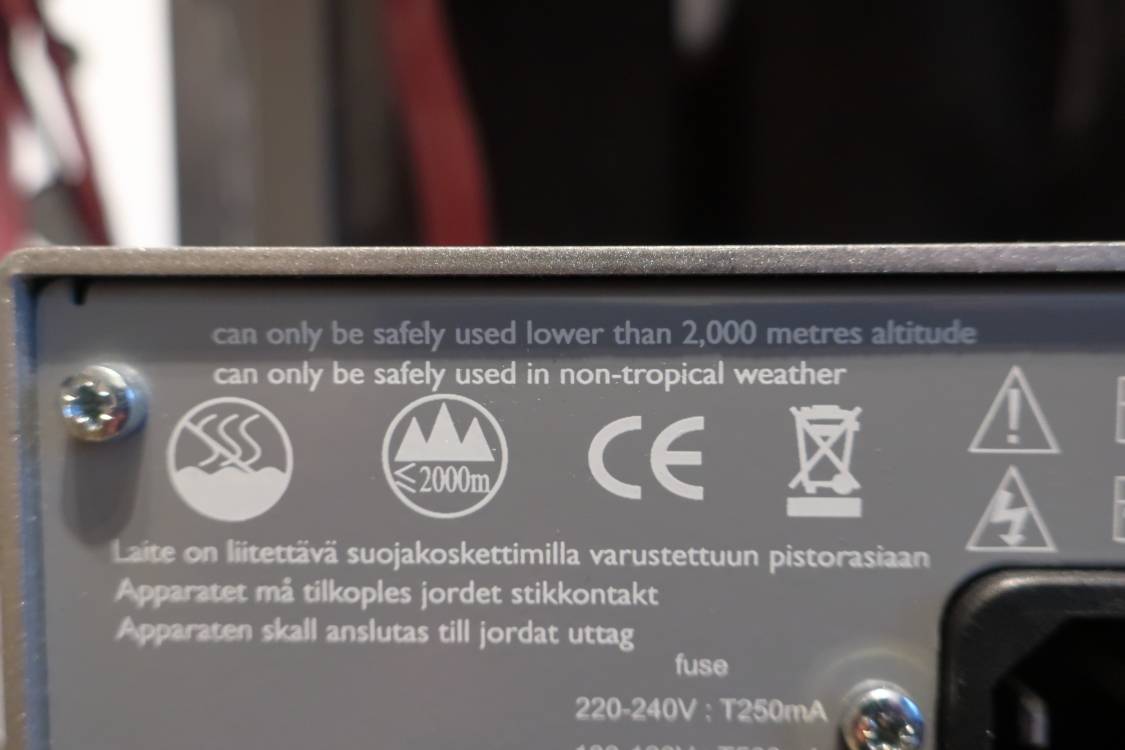 can only be safely used lower than 2,000 metres altitude
can only be safely used in non-tropical weather
≤2000m
CE
Laite on liitettävä suojakoskettimilla varustettuun pistorasiaan
Apparatet må tilkoples jordet stikkontakt
Apparaten skall anslutas till jordat uttag
fuse
220-240V : T250mA